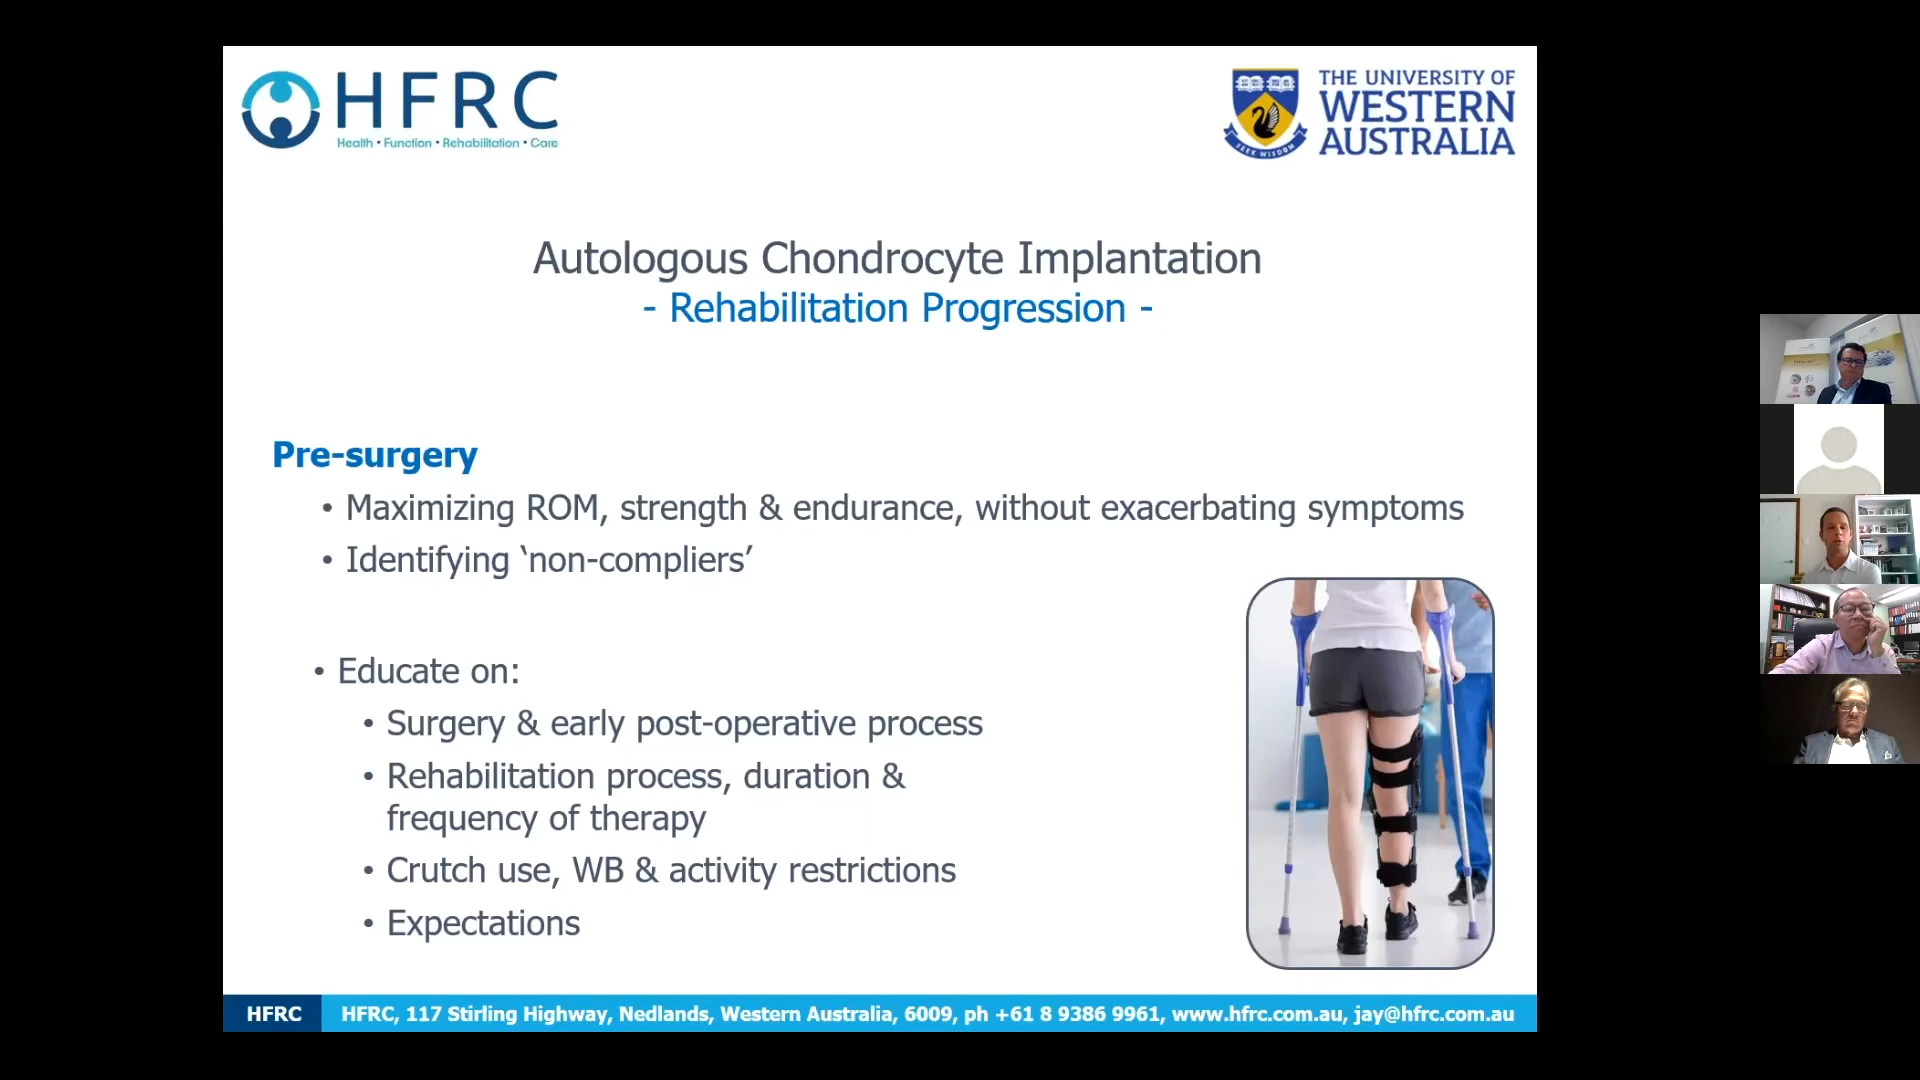 HFRC
Health • Function • Rehabilitation • Care
THE UNIVERSITY OF
WESTERN
AUSTRALIA
SEEK WISDOM
Autologous Chondrocyte Implantation
- Rehabilitation Progression -
Pre-surgery
• Maximizing ROM, strength & endurance, without exacerbating symptoms
• Identifying ‘non-compliers’
• Educate on:
• Surgery & early post-operative process
• Rehabilitation process, duration &
frequency of therapy
• Crutch use, WB & activity restrictions
• Expectations
HFRC
HFRC, 117 Stirling Highway, Nedlands, Western Australia, 6009, ph +61 8 9386 9961, www.hfrc.com.au, jay@hfrc.com.au